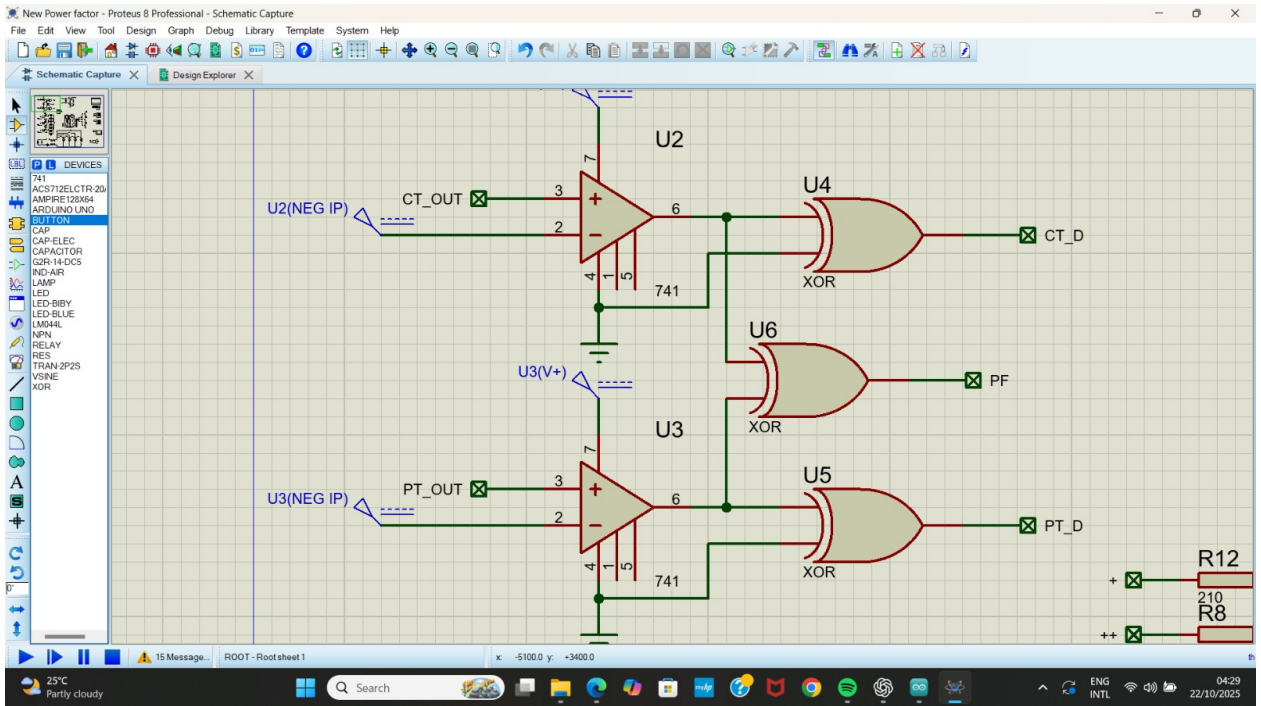 New Power factor - Proteus 8 Professional - Schematic Capture
File Edit View Tool Design Graph Debug Library Template System Help
Schematic Capture Design Explorer
P L DEVICES
741
ACS712ELCTR-20
AMPIRE128X64
ARDUINO UNO
BUTTON
CAP
CAP-ELEC
CAPACITOR
G2R-14-DC5
IND-AIR
LAMP
LED
LED-BIBY
LED-BLUE
LM044L
NPN
RELAY
RES
TRAN-2P2S
VSINE
XOR
LBL
A
S
0°
U2
7
CT_OUT
3
U2(NEG IP)
2
6
4
1
5
741
U4
XOR
CT_D
U6
XOR
PF
U3(V+)
U3
7
PT_OUT
3
U3(NEG IP)
2
6
4
1
5
741
U5
XOR
PT_D
R12
+
210
R8
++
15 Message... ROOT - Root sheet 1 x: -5100.0 y: +3400.0 th
25°C
Partly cloudy
Search
ENG
INTL
04:29
22/10/2025